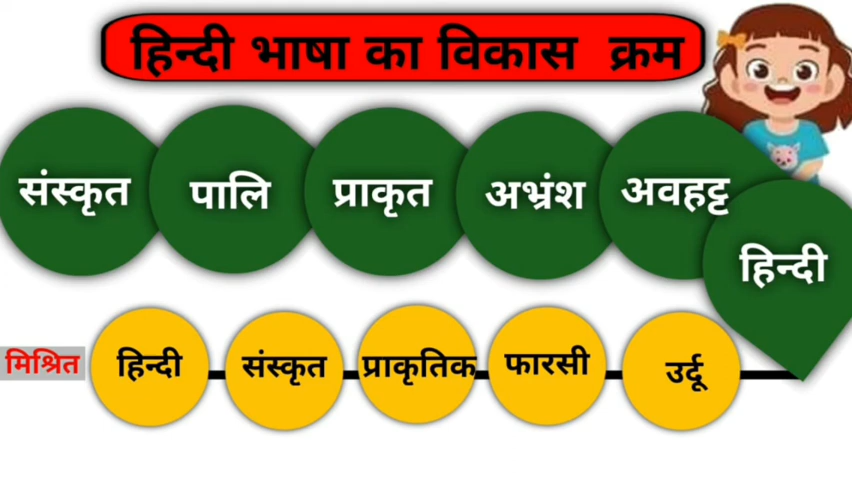 हिन्दी भाषा का विकास क्रम
संस्कृत
पालि
प्राकृत
अभ्रंश
अवहट्ट
हिन्दी
मिश्रित
हिन्दी
संस्कृत
प्राकृतिक
फारसी
उर्दू